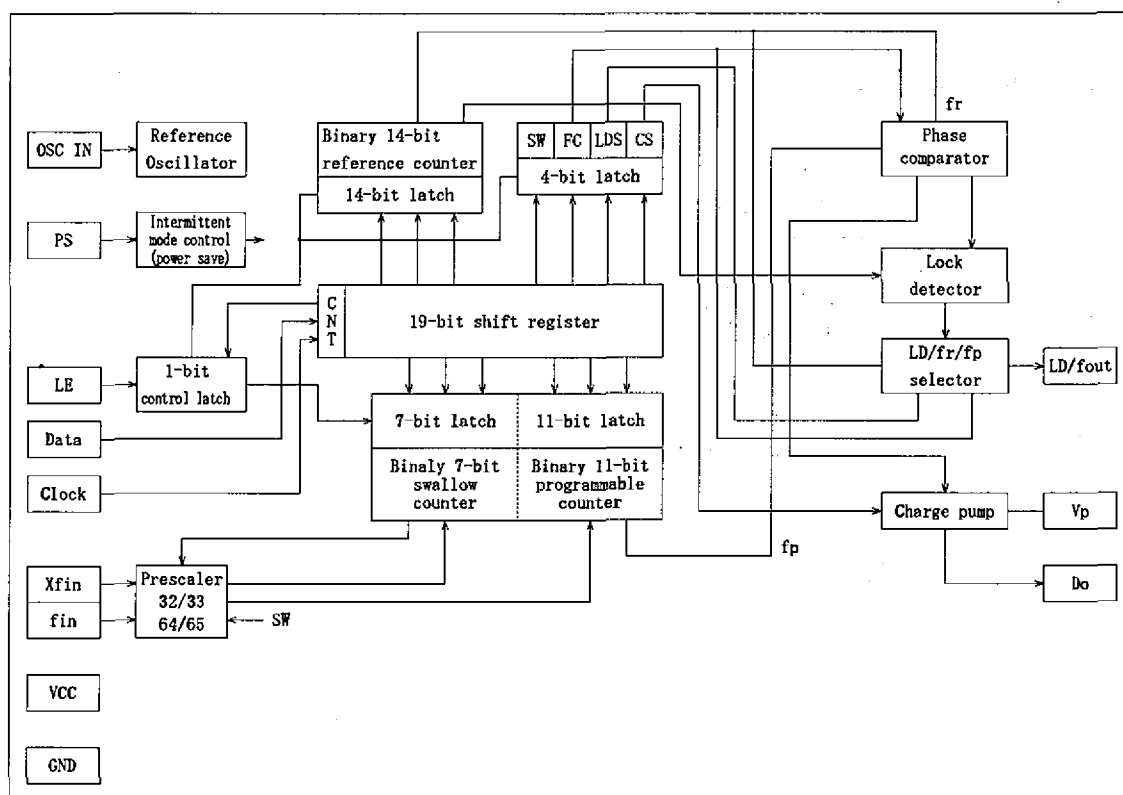 fr
OSC IN
Reference
Oscillator
Binary 14-bit
reference counter
14-bit latch
SW
FC
LDS
CS
4-bit latch
Phase
comparator
PS
Intermittent
mode control
(power save)
Lock
detector
C
N
T
19-bit shift register
LE
1-bit
control latch
LD/fr/fp
selector
LD/fout
Data
7-bit latch
11-bit latch
Clock
Binaly 7-bit
swallow
counter
Binary 11-bit
programmable
counter
Charge pump
Vp
fp
Xfin
fin
Prescaler
32/33
64/65
SW
Do
VCC
GND